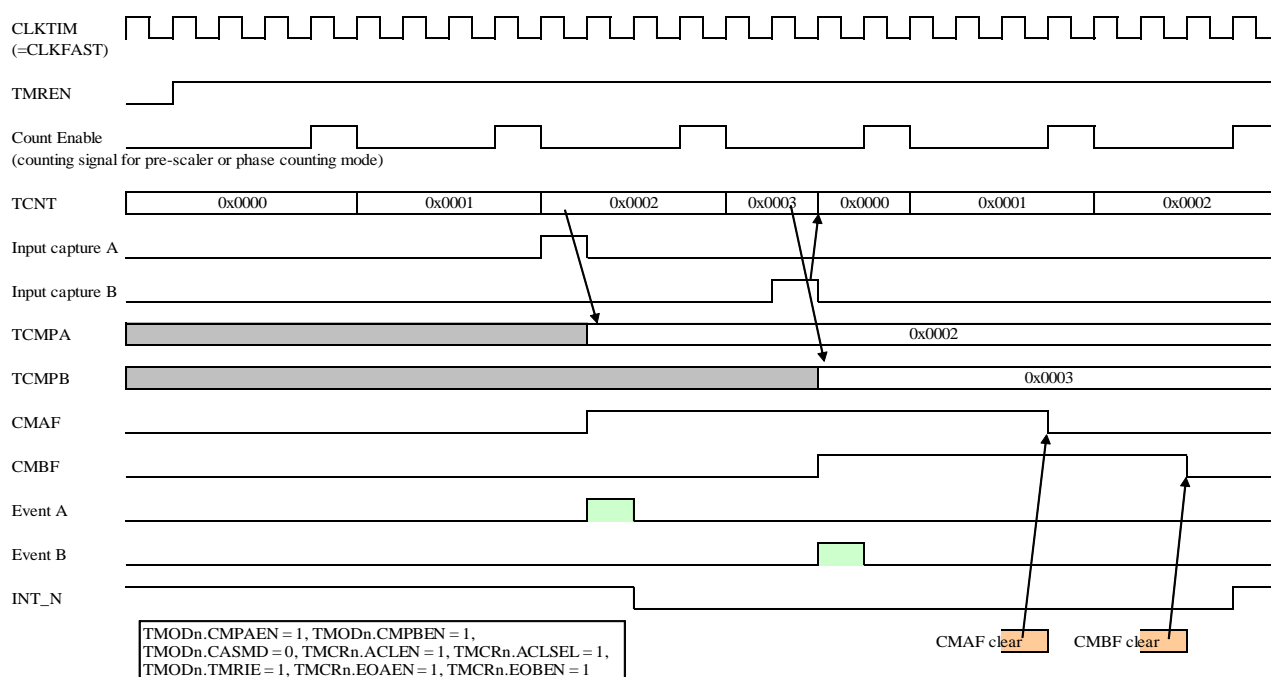 CLKTIM
(=CLKFAST)
TMREN
Count Enable
(counting signal for pre-scaler or phase counting mode)
TCNT 0x0000 0x0001 0x0002 0x0003 0x0000 0x0001 0x0002
Input capture A
Input capture B
TCMPA 0x0002
TCMPB 0x0003
CMAF
CMBF
Event A
Event B
INT_N
TMODn.CMPAEN = 1, TMODn.CMPBEN = 1,
TMODn.CASMD = 0, TMCRn.ACLEN = 1, TMCRn.ACLSEL = 1,
TMODn.TMRIE = 1, TMCRn.EOAEN = 1, TMCRn.EOBEN = 1
CMAF clear CMBF clear